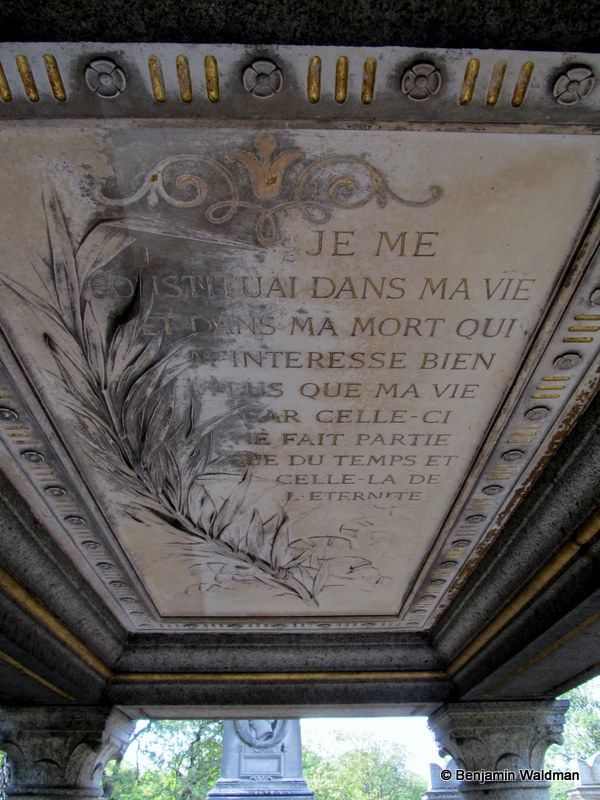 JE ME
CONSTITUAI DANS MA VIE
ET DANS MA MORT QUI
M'INTERESSE BIEN
PLUS QUE MA VIE
CAR CELLE-CI
NE FAIT PARTIE
QUE DU TEMPS ET
CELLE-LA DE
L'ETERNITE
© Benjamin Waldman